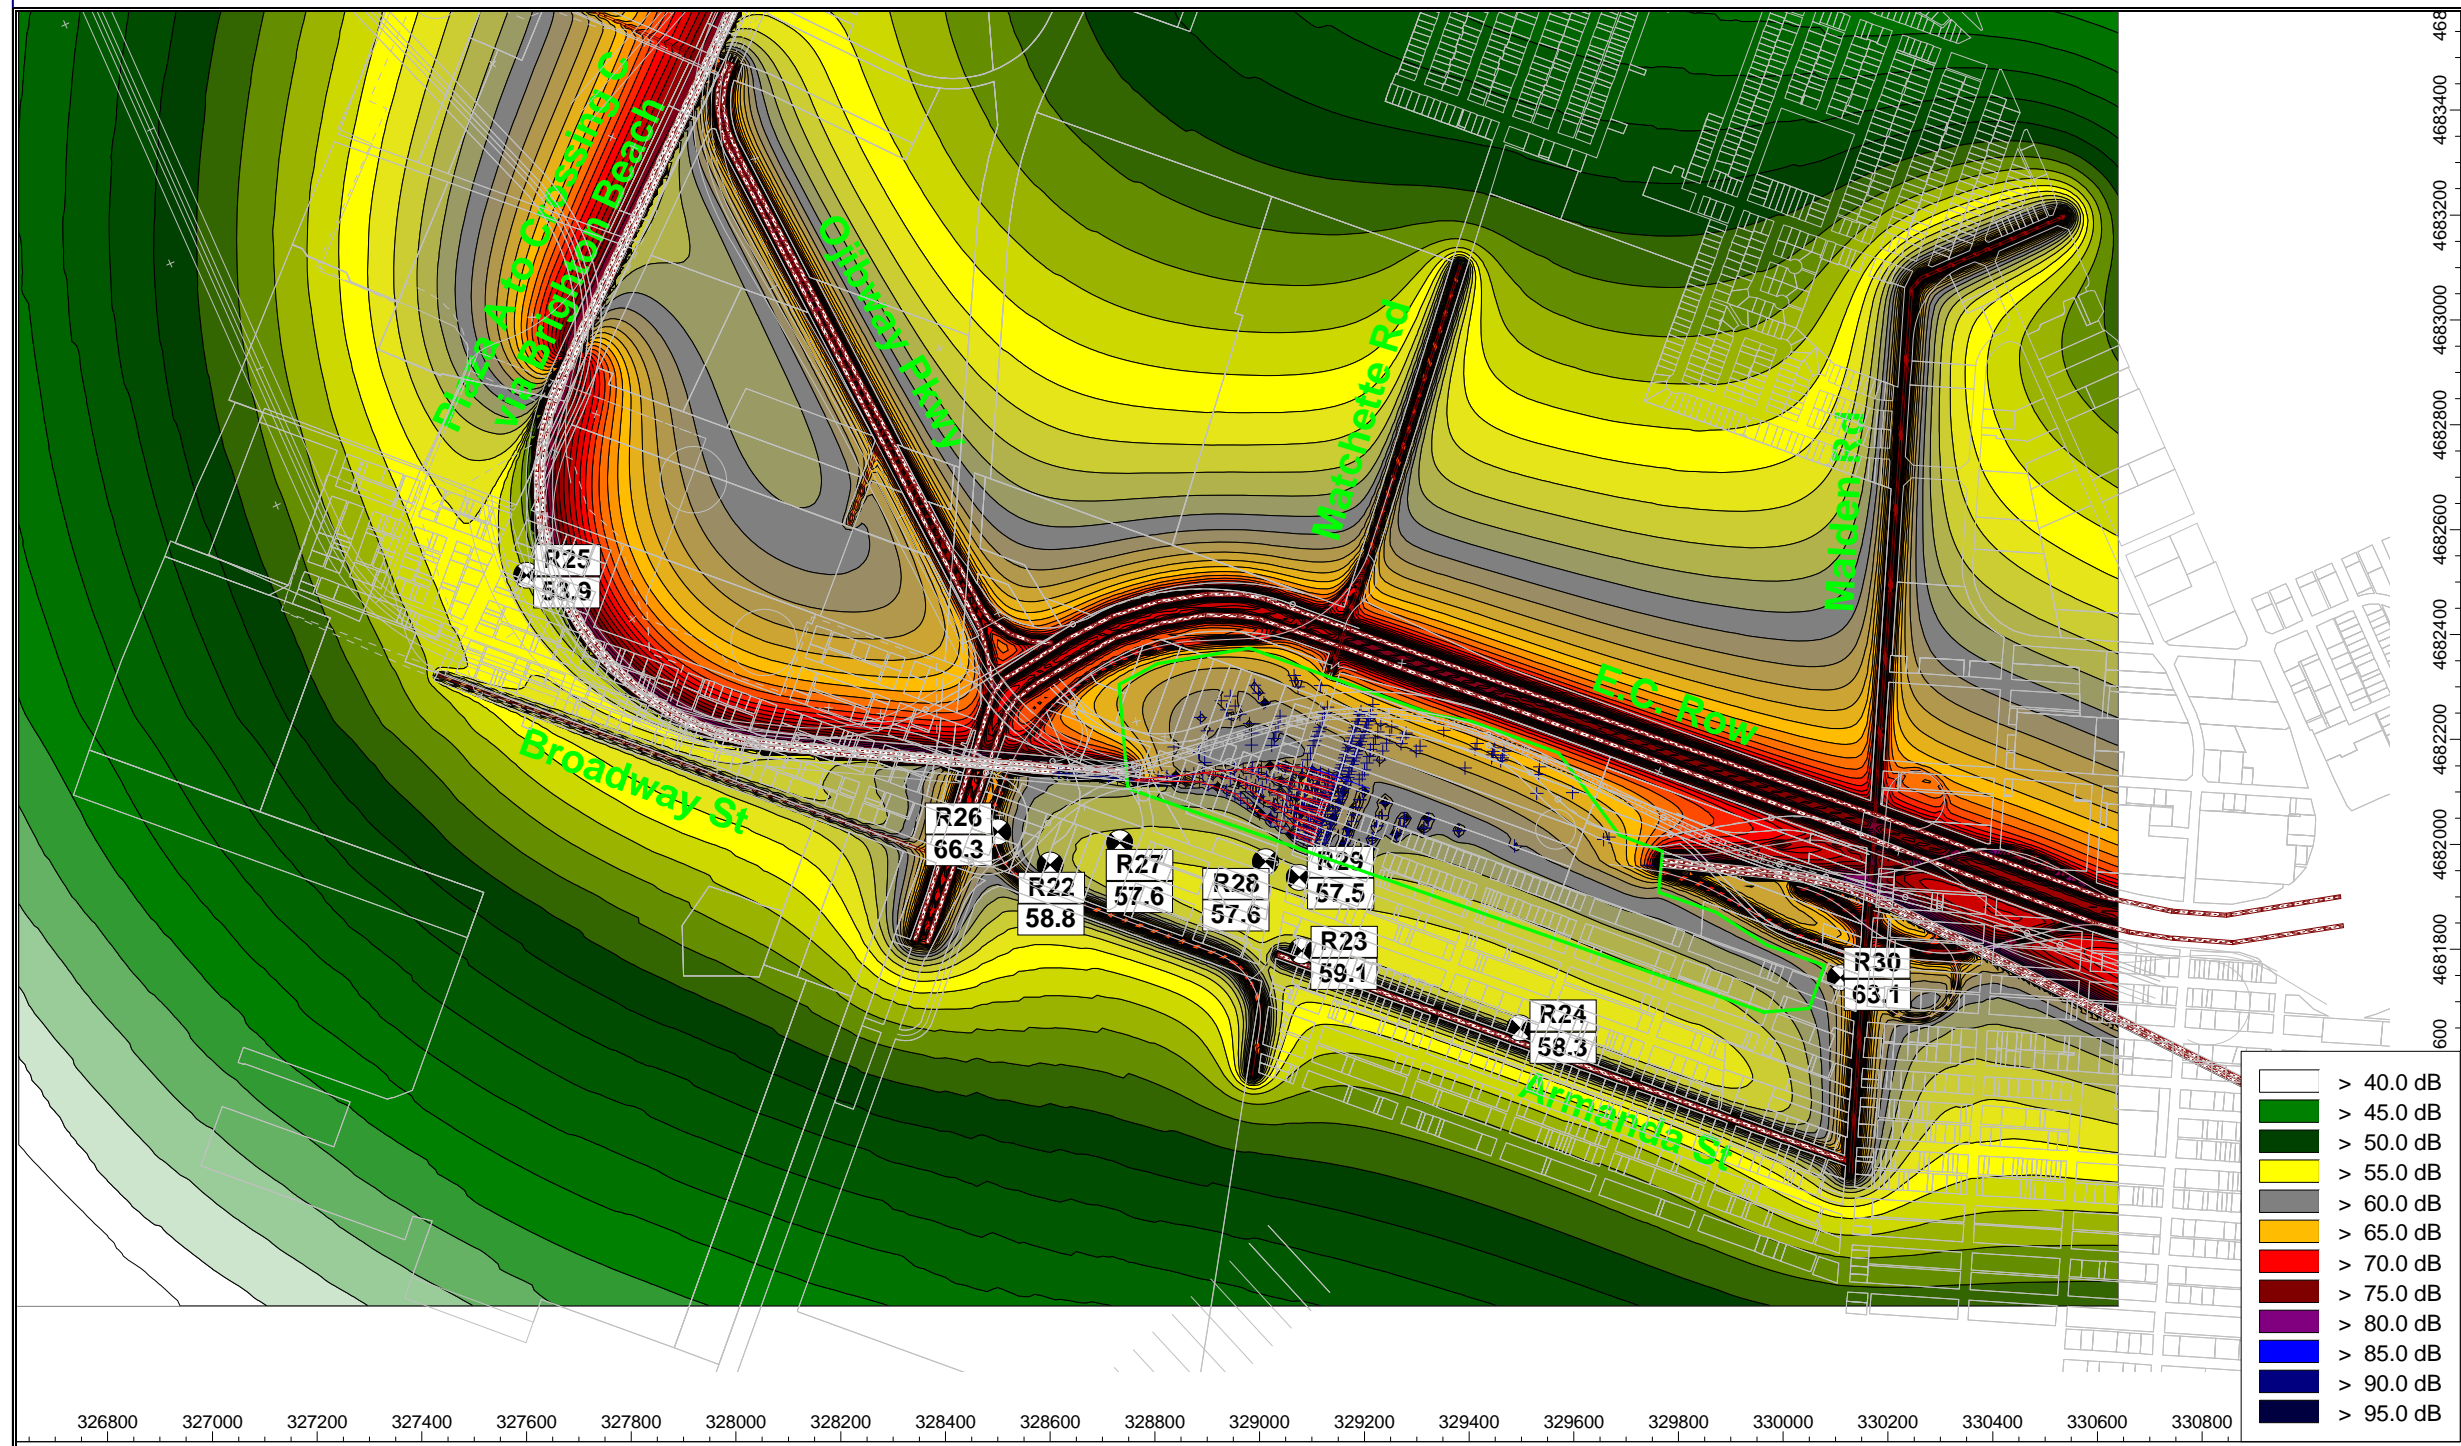 Plaza A to Crossing C
via Brighton Beach
Ojibway Pkwy
Matchette Rd
Malden Rd
E.C. Row
Broadway St
Armanda St
R25
R26
66.3
R22
58.8
R27
57.6
R28
57.6
R29
57.5
R23
59.1
R24
58.3
R30
63.1
4683400
4683200
4683000
4682800
4682600
4682400
4682200
4682000
4681800
600
468
326800 327000 327200 327400 327600 327800 328000 328200 328400 328600 328800 329000 329200 329400 329600 329800 330000 330200 330400 330600 330800
> 40.0 dB
> 45.0 dB
> 50.0 dB
> 55.0 dB
> 60.0 dB
> 65.0 dB
> 70.0 dB
> 75.0 dB
> 80.0 dB
> 85.0 dB
> 90.0 dB
> 95.0 dB